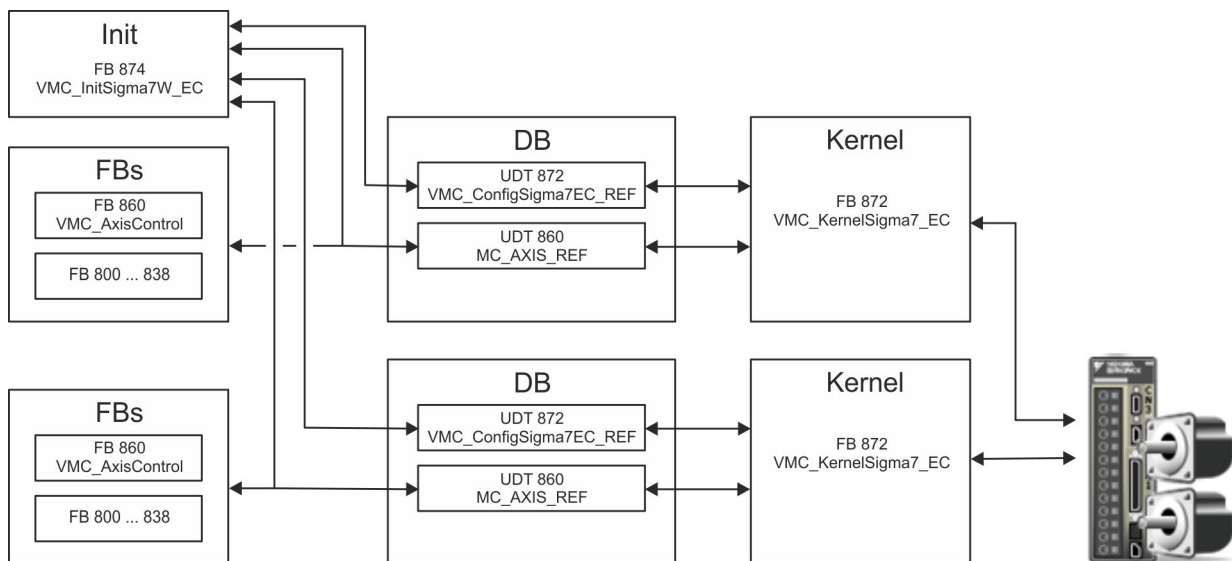 Init
FB 874
VMC_InitSigma7W_EC
FBs
FB 860
VMC_AxisControl
FB 800 ... 838
DB
UDT 872
VMC_ConfigSigma7EC_REF
UDT 860
MC_AXIS_REF
Kernel
FB 872
VMC_KernelSigma7_EC
FBs
FB 860
VMC_AxisControl
FB 800 ... 838
DB
UDT 872
VMC_ConfigSigma7EC_REF
UDT 860
MC_AXIS_REF
Kernel
FB 872
VMC_KernelSigma7_EC